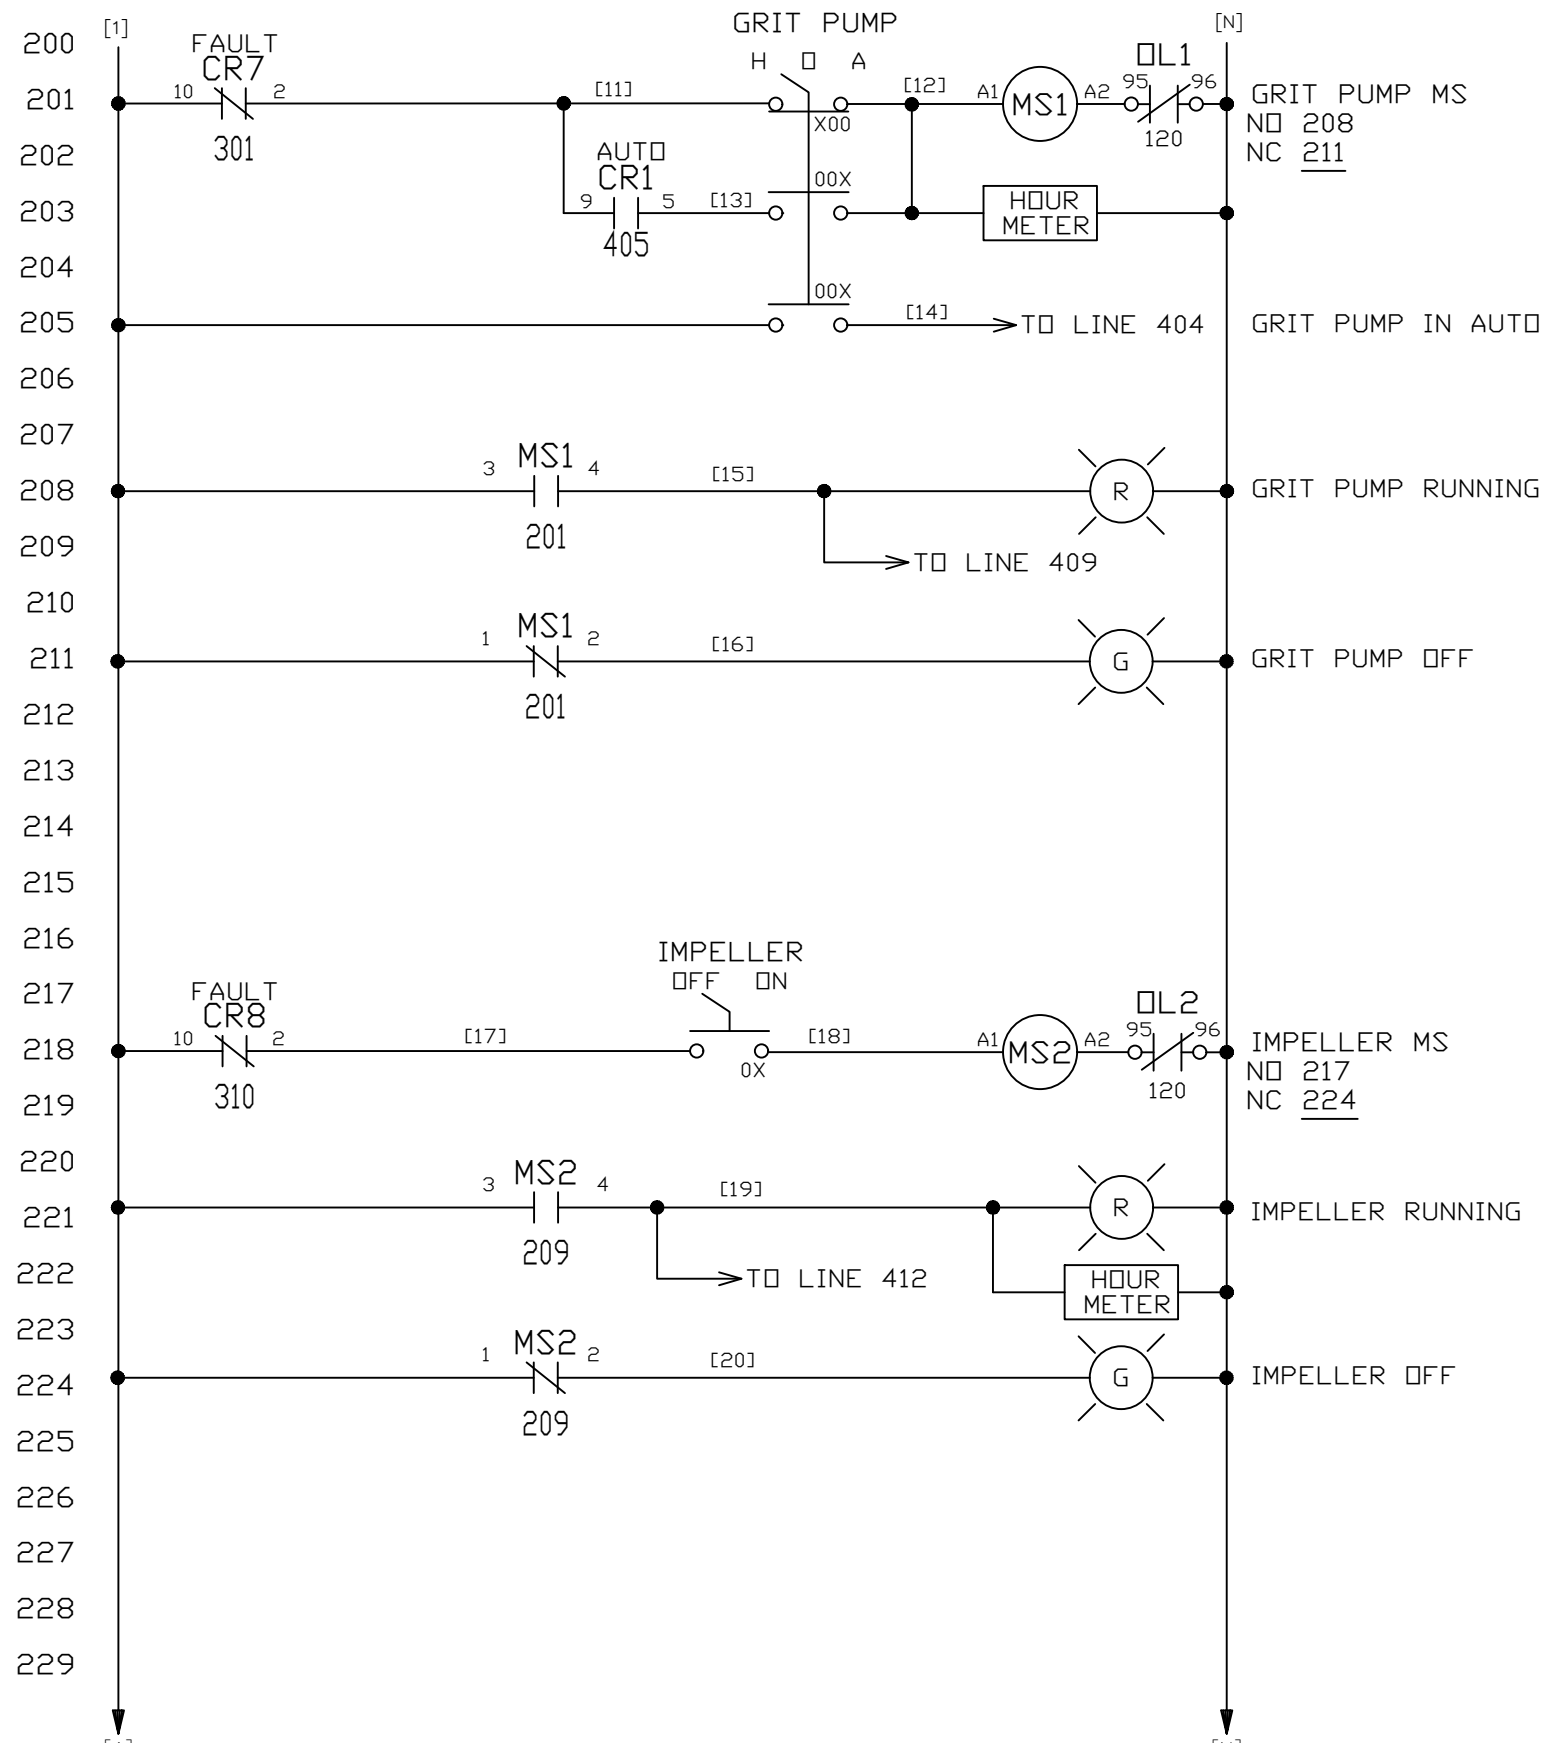 200 [1] GRIT PUMP [N]
FAULT
CR7 H O A OL1
201 10 2 [11] [12] A1 MS1 A2 95 96 GRIT PUMP MS
X00 NO 208
301 120
202 AUTO NC 211
CR1 00X
203 9 5 [13] HOUR
METER
405
204
00X
205 [14] TO LINE 404 GRIT PUMP IN AUTO
206
207
MS1
3 4 [15]
208 R GRIT PUMP RUNNING
201
209 TO LINE 409
210
MS1
1 2 [16]
211 G GRIT PUMP OFF
201
212
213
214
215
216
IMPELLER
217 OFF ON
FAULT
CR8 OL2
218 10 2 [17] [18] A1 MS2 A2 95 96 IMPELLER MS
0X NO 217
310 120
219 NC 224
220
MS2
3 4 [19]
221 R IMPELLER RUNNING
209
222 TO LINE 412 HOUR
METER
223
MS2
1 2 [20]
224 G IMPELLER OFF
209
225
226
227
228
229